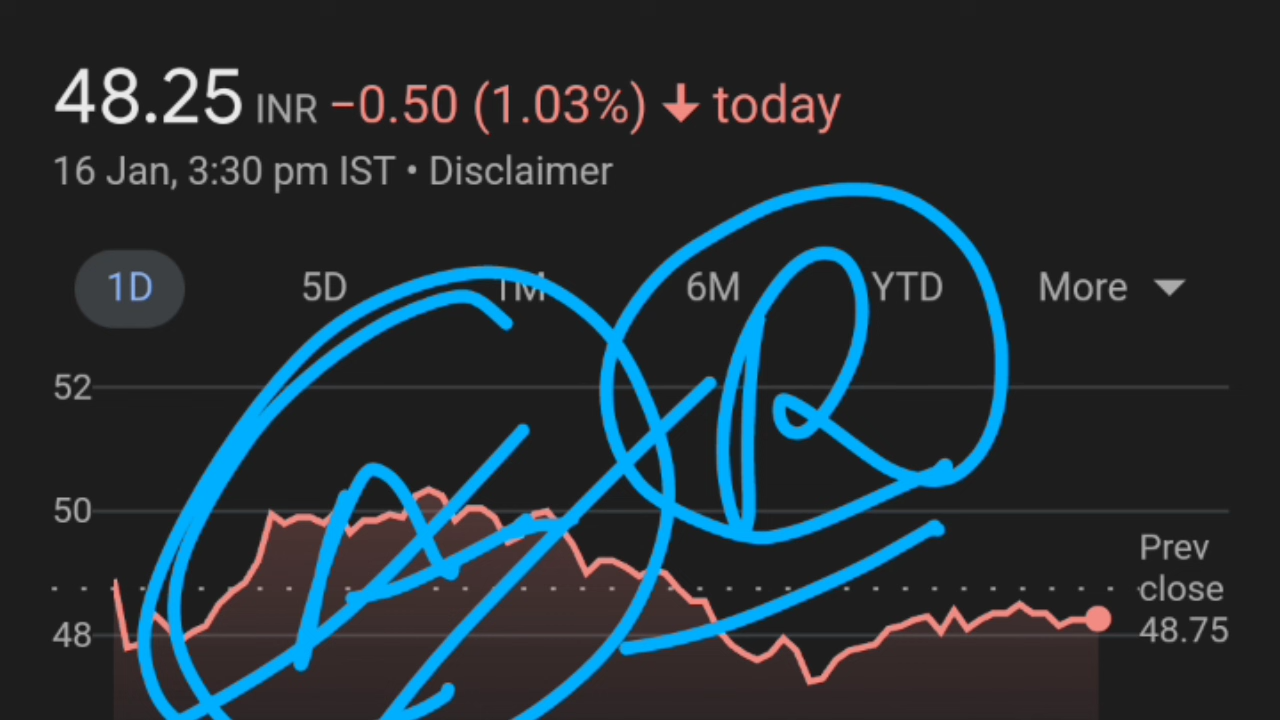 48.25 INR −0.50 (1.03%) ↓ today
16 Jan, 3:30 pm IST • Disclaimer
1D 5D 1M 6M YTD More
52
50
48
Prev
close
48.75
A
R